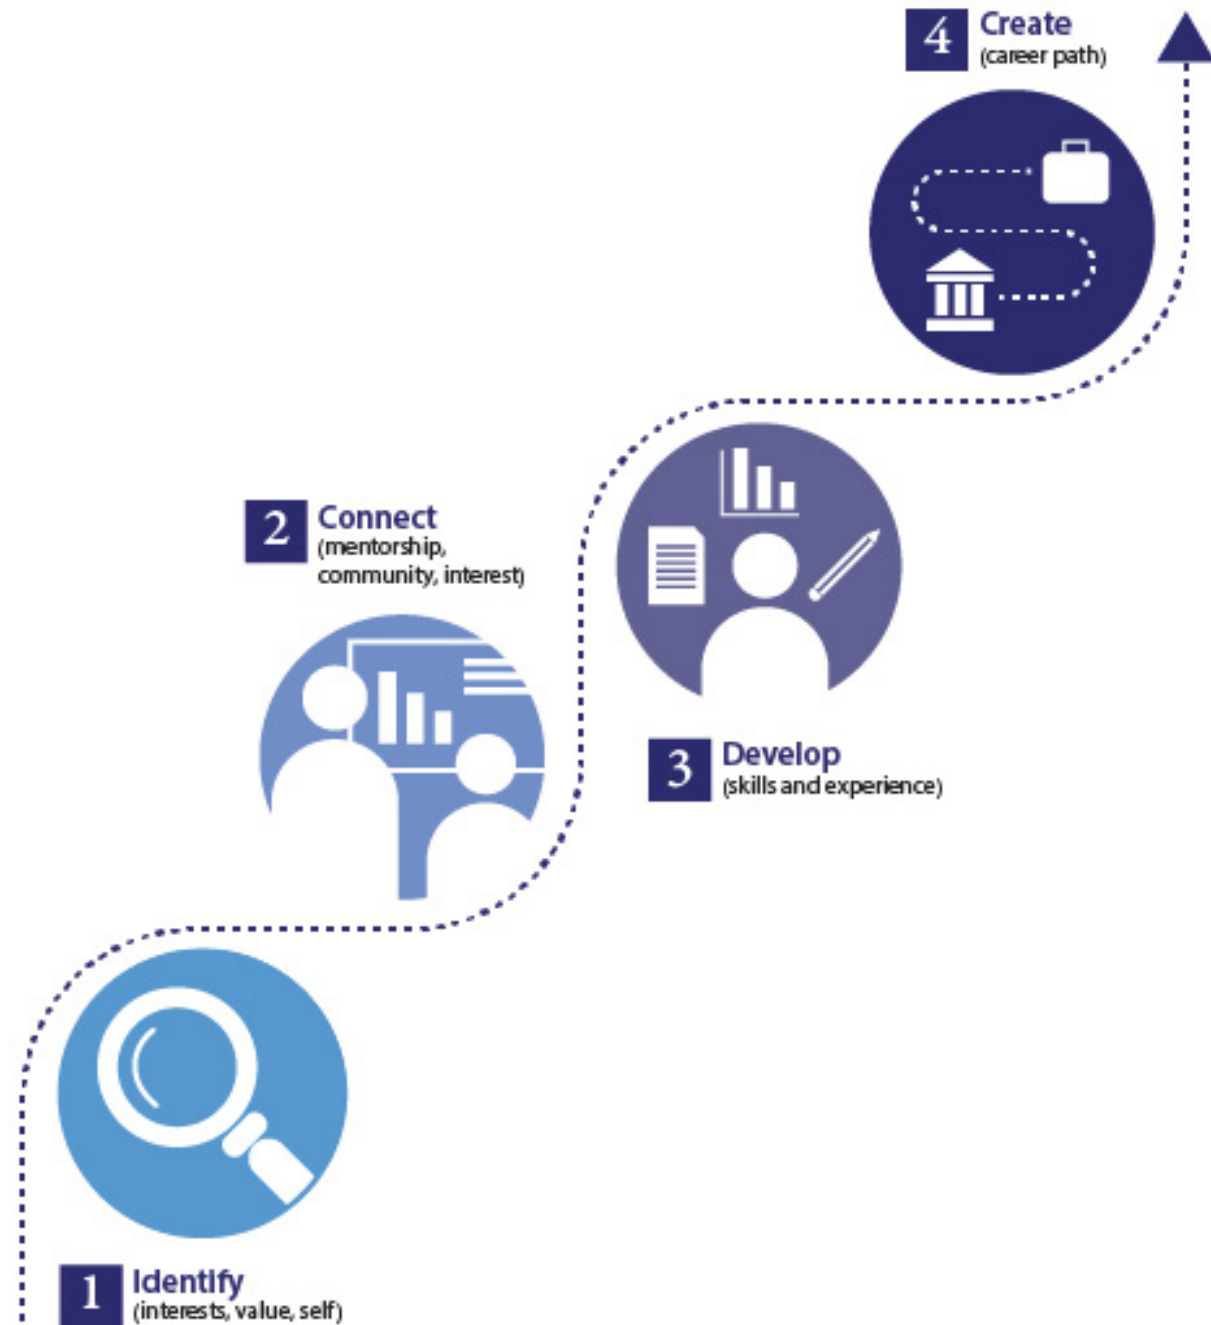 4 Create
(career path)
2 Connect
(mentorship,
community, interest)
3 Develop
(skills and experience)
1 Identify
(interests, value, self)